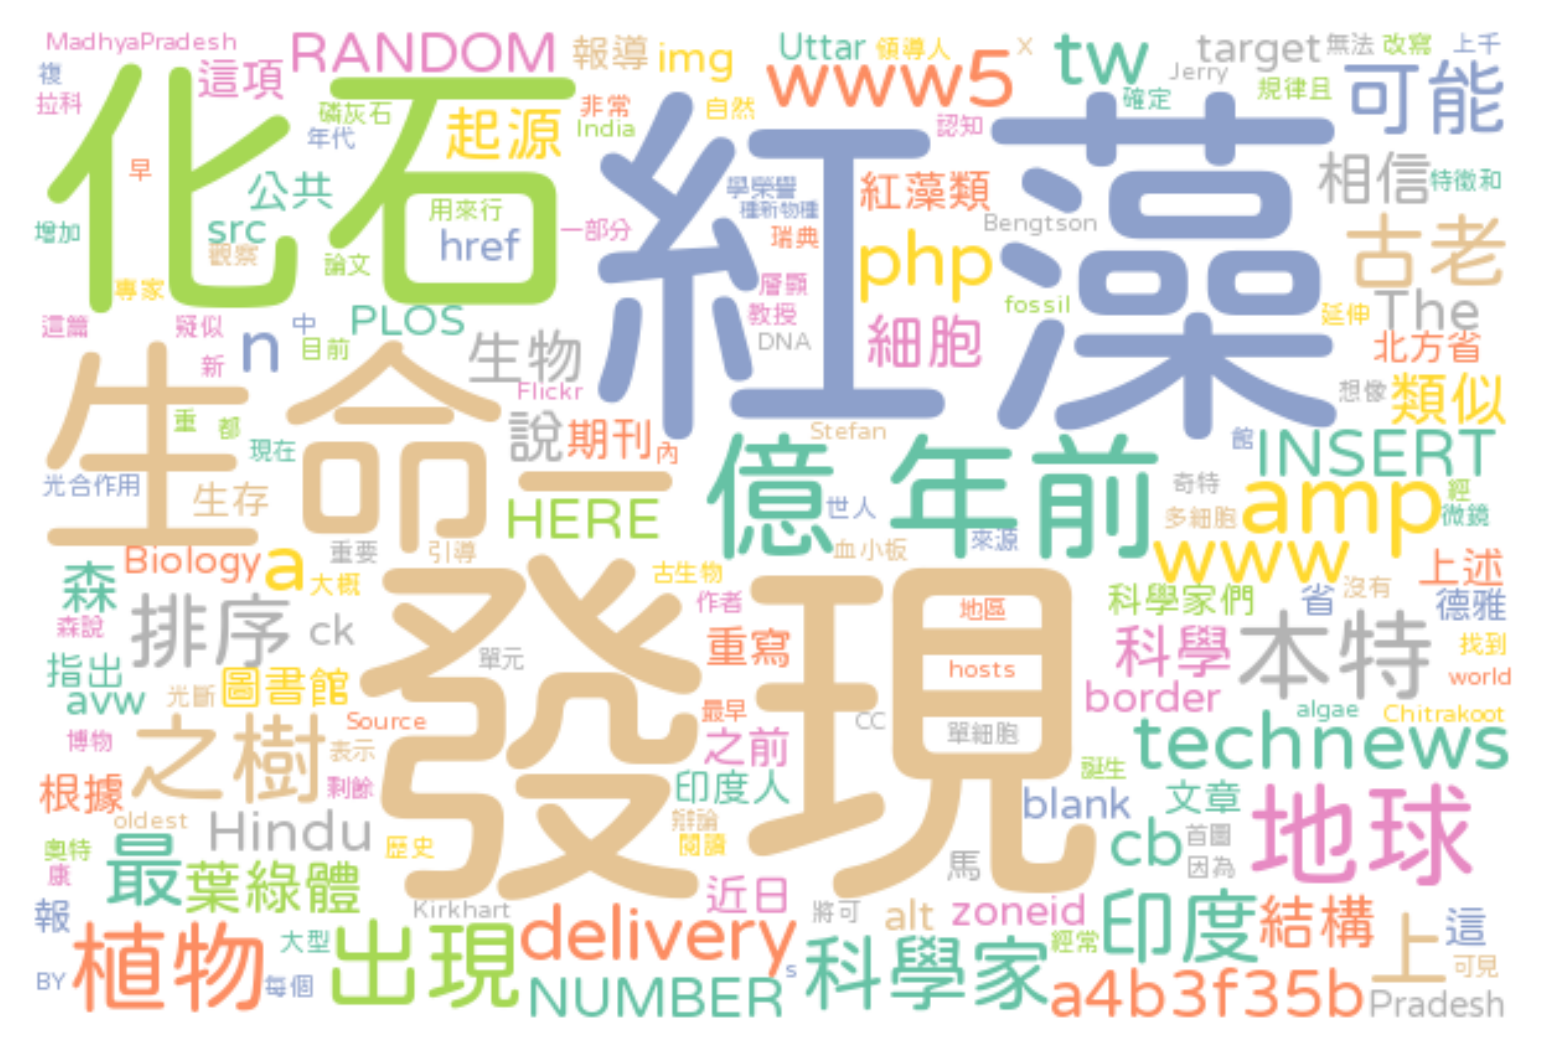 MadhyaPradesh
RANDOM
報導
img
Uttar
領導人
x
tw
target
無法
改寫
上千
複
這項
www5
Jerry
可能
拉科
化石
磷灰石
起源
非常
India
自然
確定
規律且
年代
紅藻
認知
早
公共
學榮譽
種新物種
紅藻類
相信
特徵和
增加
src
觀察
用來行
href
一部分
瑞典
Bengtson
古老
論文
php
專家
層顯
fossil
延伸
The
這篇
疑似
n
中
PLOS
教授
細胞
北方省
新
目前
生物
DNA
Flickr
想像
類似
生命
重
都
現在
說
期刊
內
Stefan
館
INSERT
光合作用
生存
一
億
年前
世人
奇特
amp
經
多細胞
微鏡
HERE
來源
Biology
a
重要
引導
血小板
www
上述
森
大概
古生物
科學家們
省
沒有
德雅
森說
排序
ck
發現
作者
地區
重寫
科學
本特
找到
指出
單元
hosts
world
avw
光斷
圖書館
border
Source
最早
CC
algae
Chitrakoot
博物
之樹
表示
之前
單細胞
technews
誕生
根據
剩餘
印度人
blank
文章
地球
oldest
Hindu
歷史
辯論
閱讀
cb
首圖
奧特
康
最
葉綠體
馬
因為
報
近日
Kirkhart
將可
alt
zoneid
印度
結構
上
這
植物
大型
出現
delivery
科學家
經常
可見
BY
每個
NUMBER
s
a4b3f35b
Pradesh